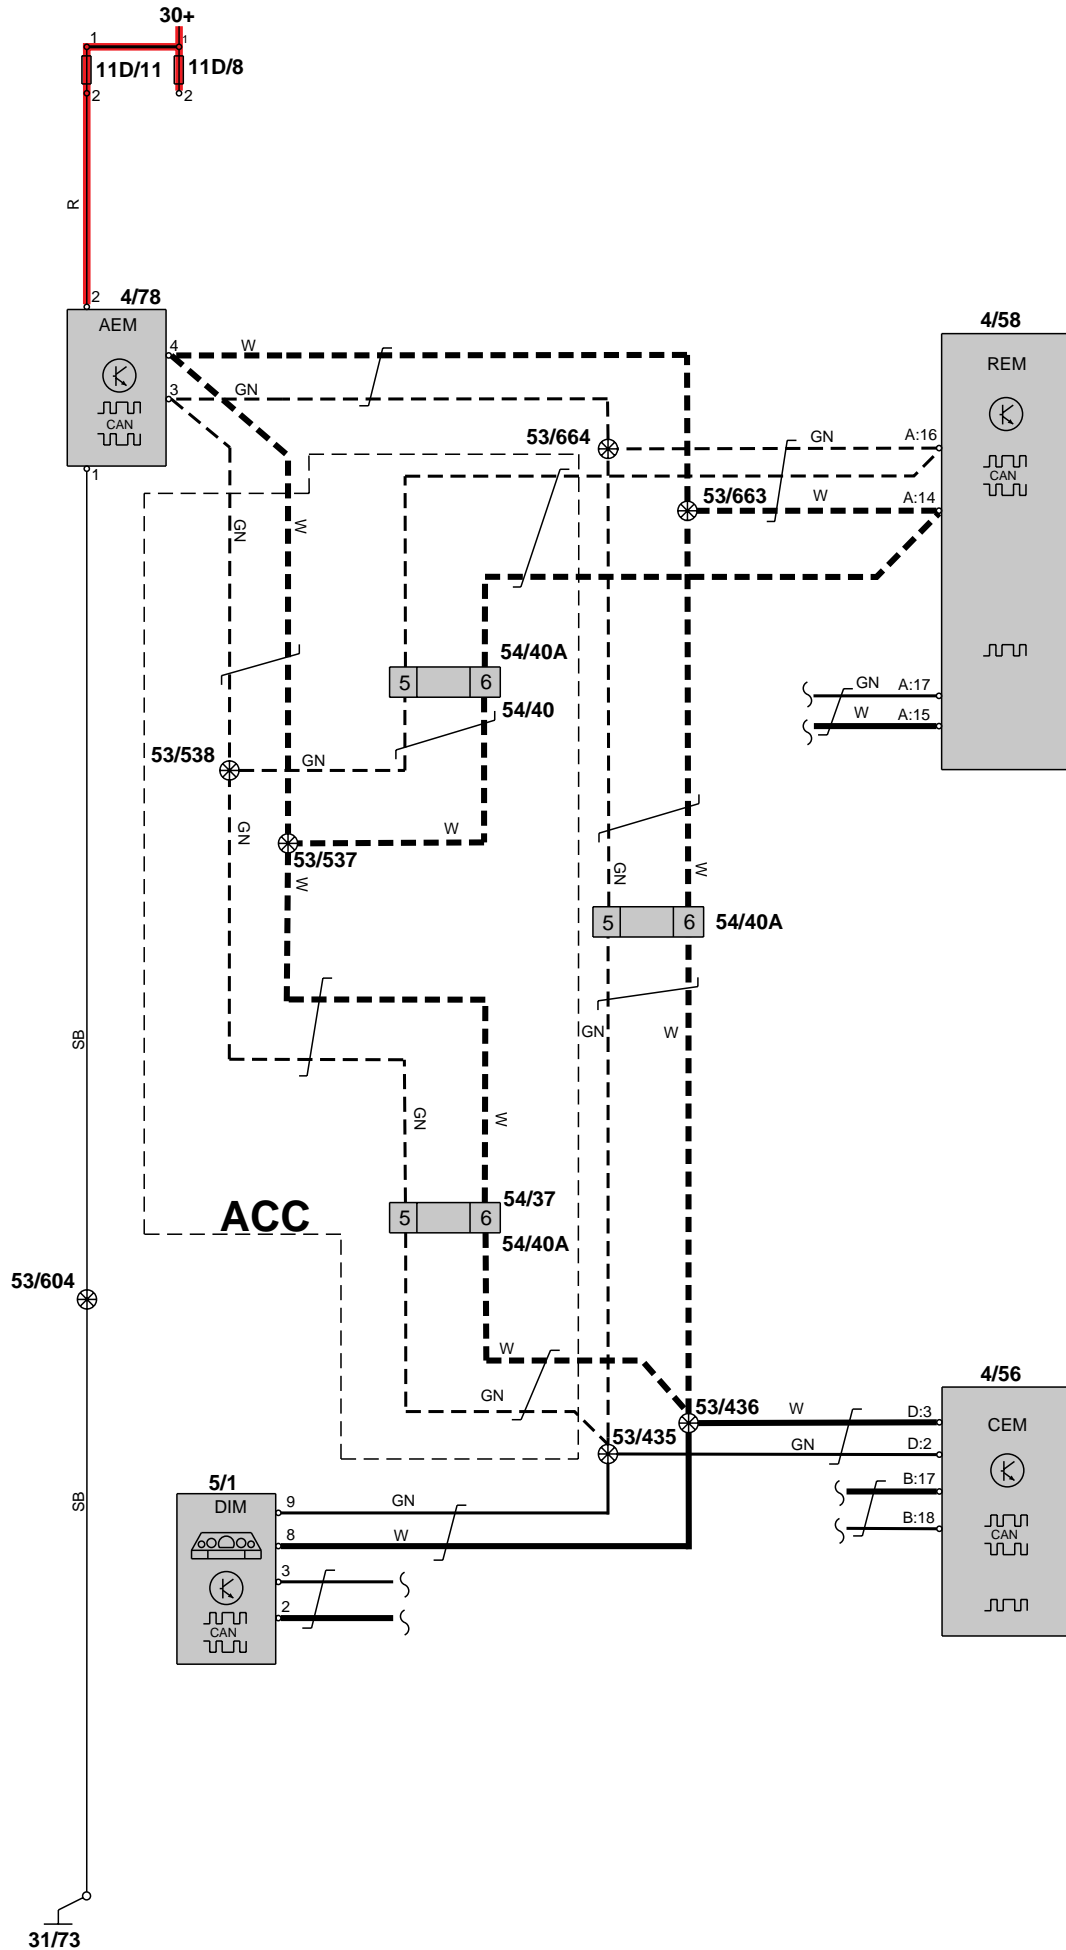 30+
1
1
11D/11
11D/8
2
2
R
2
4/78
AEM
4/58
4
W
REM
3
GN
CAN
53/664
GN
A:16
1
CAN
53/663
W
A:14
GN
W
54/40A
5
6
GN
A:17
54/40
W
A:15
53/538
GN
GN
W
53/537
W
GN
W
5
6
54/40A
SB
GN
W
GN
W
54/37
ACC
5
6
54/40A
53/604
W
4/56
GN
53/436
W
D:3
CEM
53/435
GN
D:2
5/1
B:17
SB
DIM
9
GN
B:18
8
W
CAN
3
2
CAN
31/73